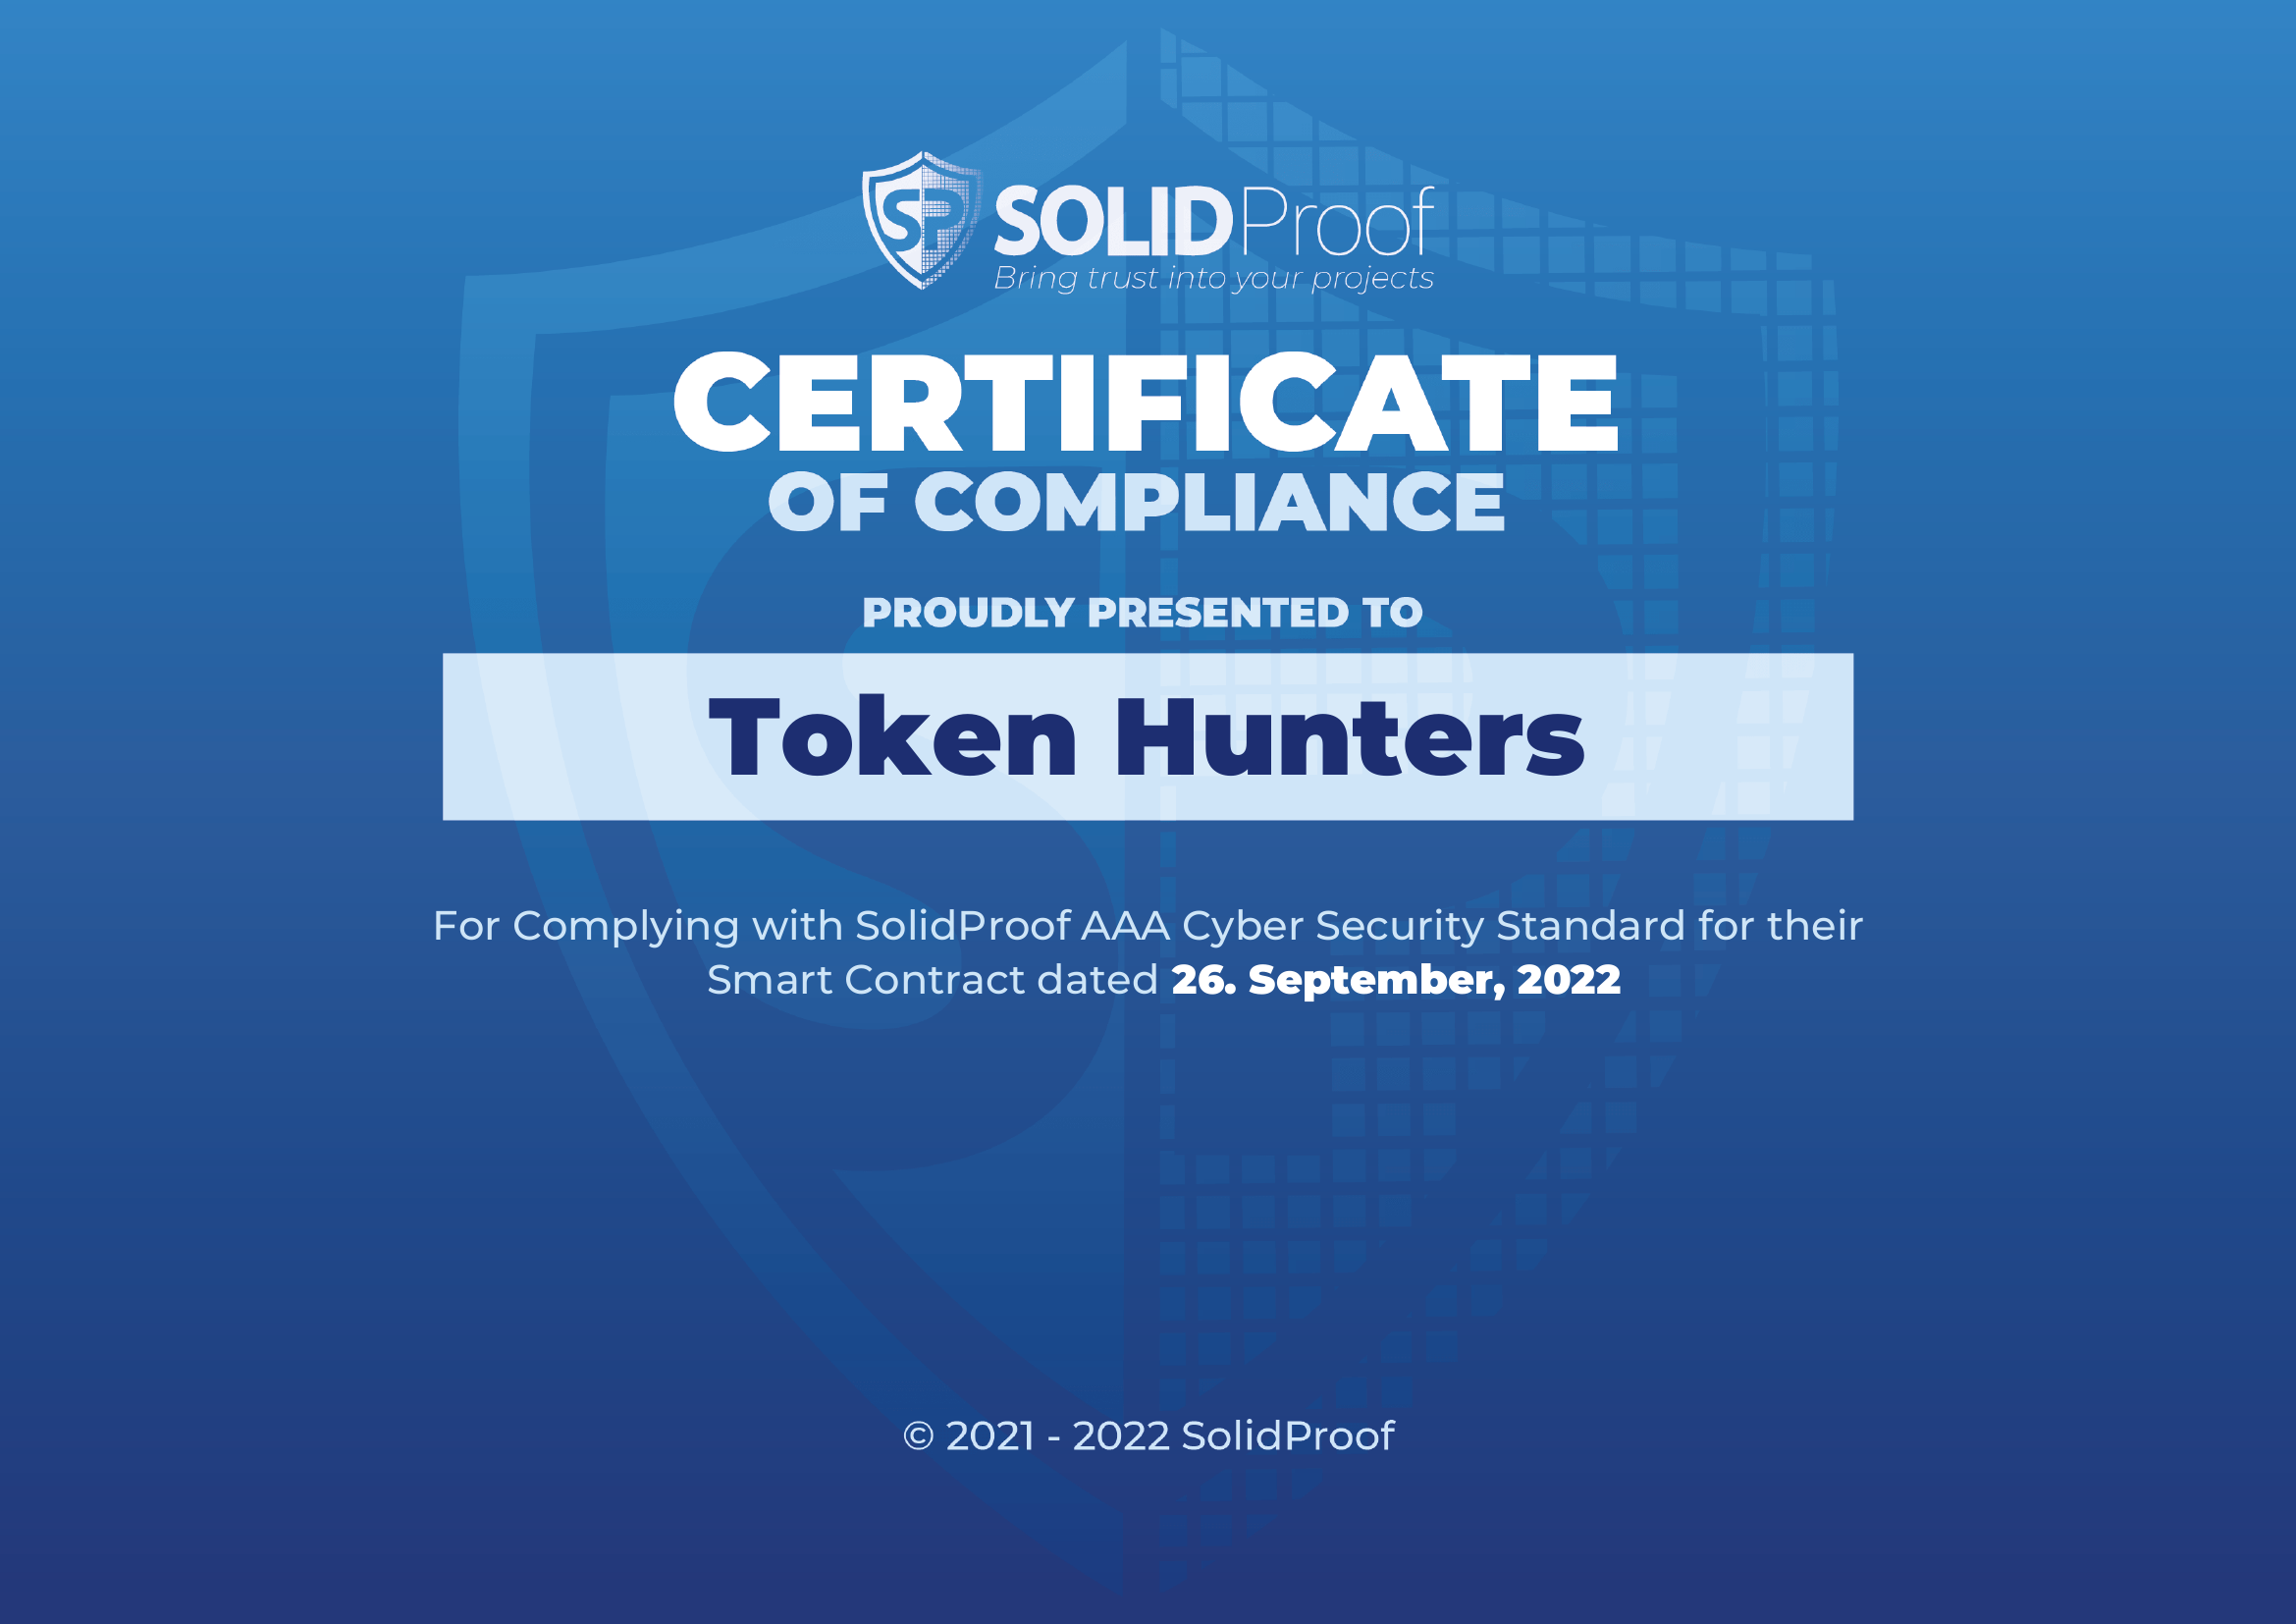 SP SOLIDProof
Bring trust into your projects
CERTIFICATE
OF COMPLIANCE
PROUDLY PRESENTED TO
Token Hunters
For Complying with SolidProof AAA Cyber Security Standard for their
Smart Contract dated 26. September, 2022
© 2021 - 2022 SolidProof